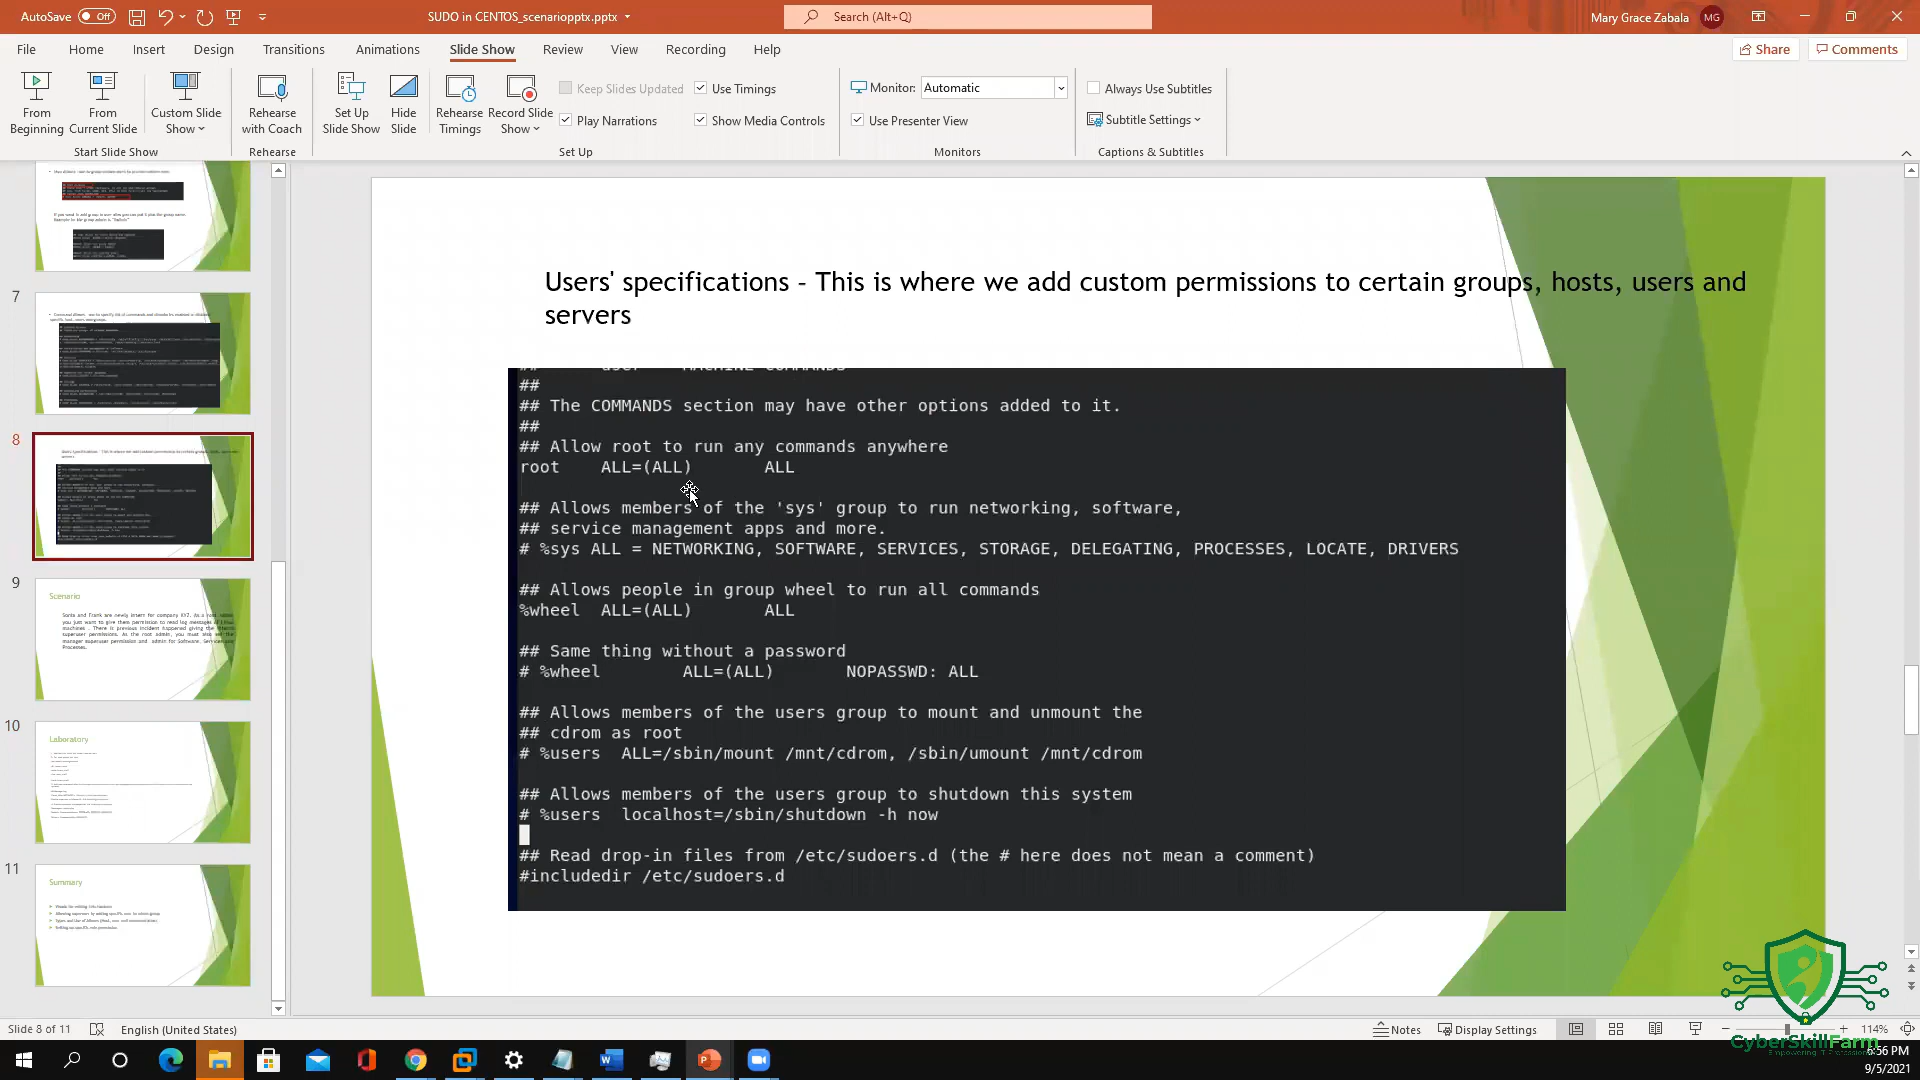 AutoSave Off
SUDO in CENTOS_scenariopptx.pptx
Search (Alt+Q)
Mary Grace Zabala MG
File Home Insert Design Transitions Animations Slide Show Review View Recording Help
Share Comments
From Beginning
From Current Slide
Custom Slide Show
Start Slide Show
Rehearse with Coach
Rehearse
Set Up Slide Show
Hide Slide
Rehearse Timings
Record Slide Show
Keep Slides Updated
Use Timings
Play Narrations
Show Media Controls
Set Up
Monitor: Automatic
Use Presenter View
Monitors
Always Use Subtitles
Subtitle Settings
Captions & Subtitles
7
8
9
Scenario
10
Laboratory
11
Summary
Users' specifications - This is where we add custom permissions to certain groups, hosts, users and
servers
##
## The COMMANDS section may have other options added to it.
##
## Allow root to run any commands anywhere
root ALL=(ALL) ALL
## Allows members of the 'sys' group to run networking, software,
## service management apps and more.
# %sys ALL = NETWORKING, SOFTWARE, SERVICES, STORAGE, DELEGATING, PROCESSES, LOCATE, DRIVERS
## Allows people in group wheel to run all commands
%wheel ALL=(ALL) ALL
## Same thing without a password
# %wheel ALL=(ALL) NOPASSWD: ALL
## Allows members of the users group to mount and unmount the
## cdrom as root
# %users ALL=/sbin/mount /mnt/cdrom, /sbin/umount /mnt/cdrom
## Allows members of the users group to shutdown this system
# %users localhost=/sbin/shutdown -h now
## Read drop-in files from /etc/sudoers.d (the # here does not mean a comment)
#includedir /etc/sudoers.d
CyberSkillFarm
Slide 8 of 11
English (United States)
Notes
Display Settings
114%
6:56 PM
9/5/2021